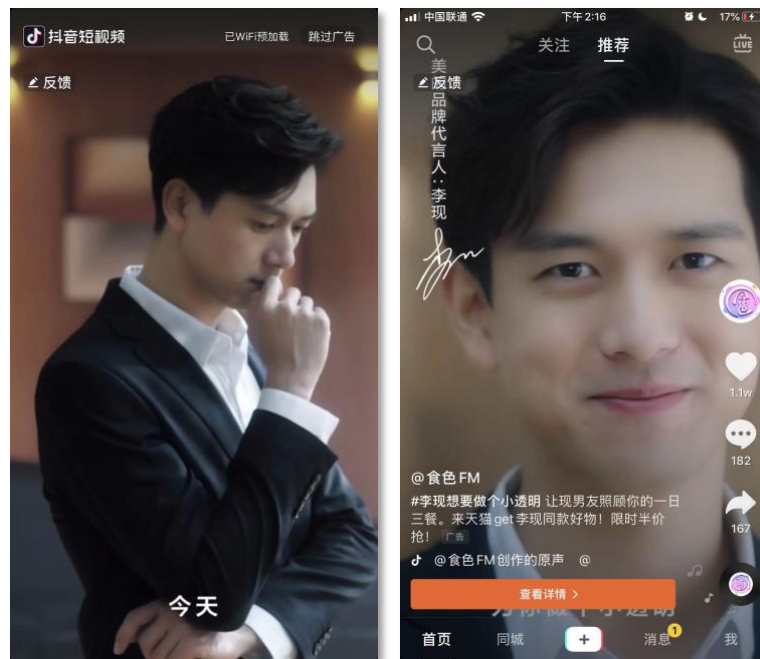 抖音短视频
已WiFi预加载 跳过广告
反馈
今天
中国联通 下午2:16 17%
关注 推荐 LIVE
反馈
品牌代言人:李现
1.1w
182
167
@食色FM
#李现想要做个小透明 让现男友照顾你的一日
三餐。来天猫get李现同款好物！限时半价
抢！ 广告
@食色FM创作的原声 @
查看详情 >
首页 同城 消息 1 我